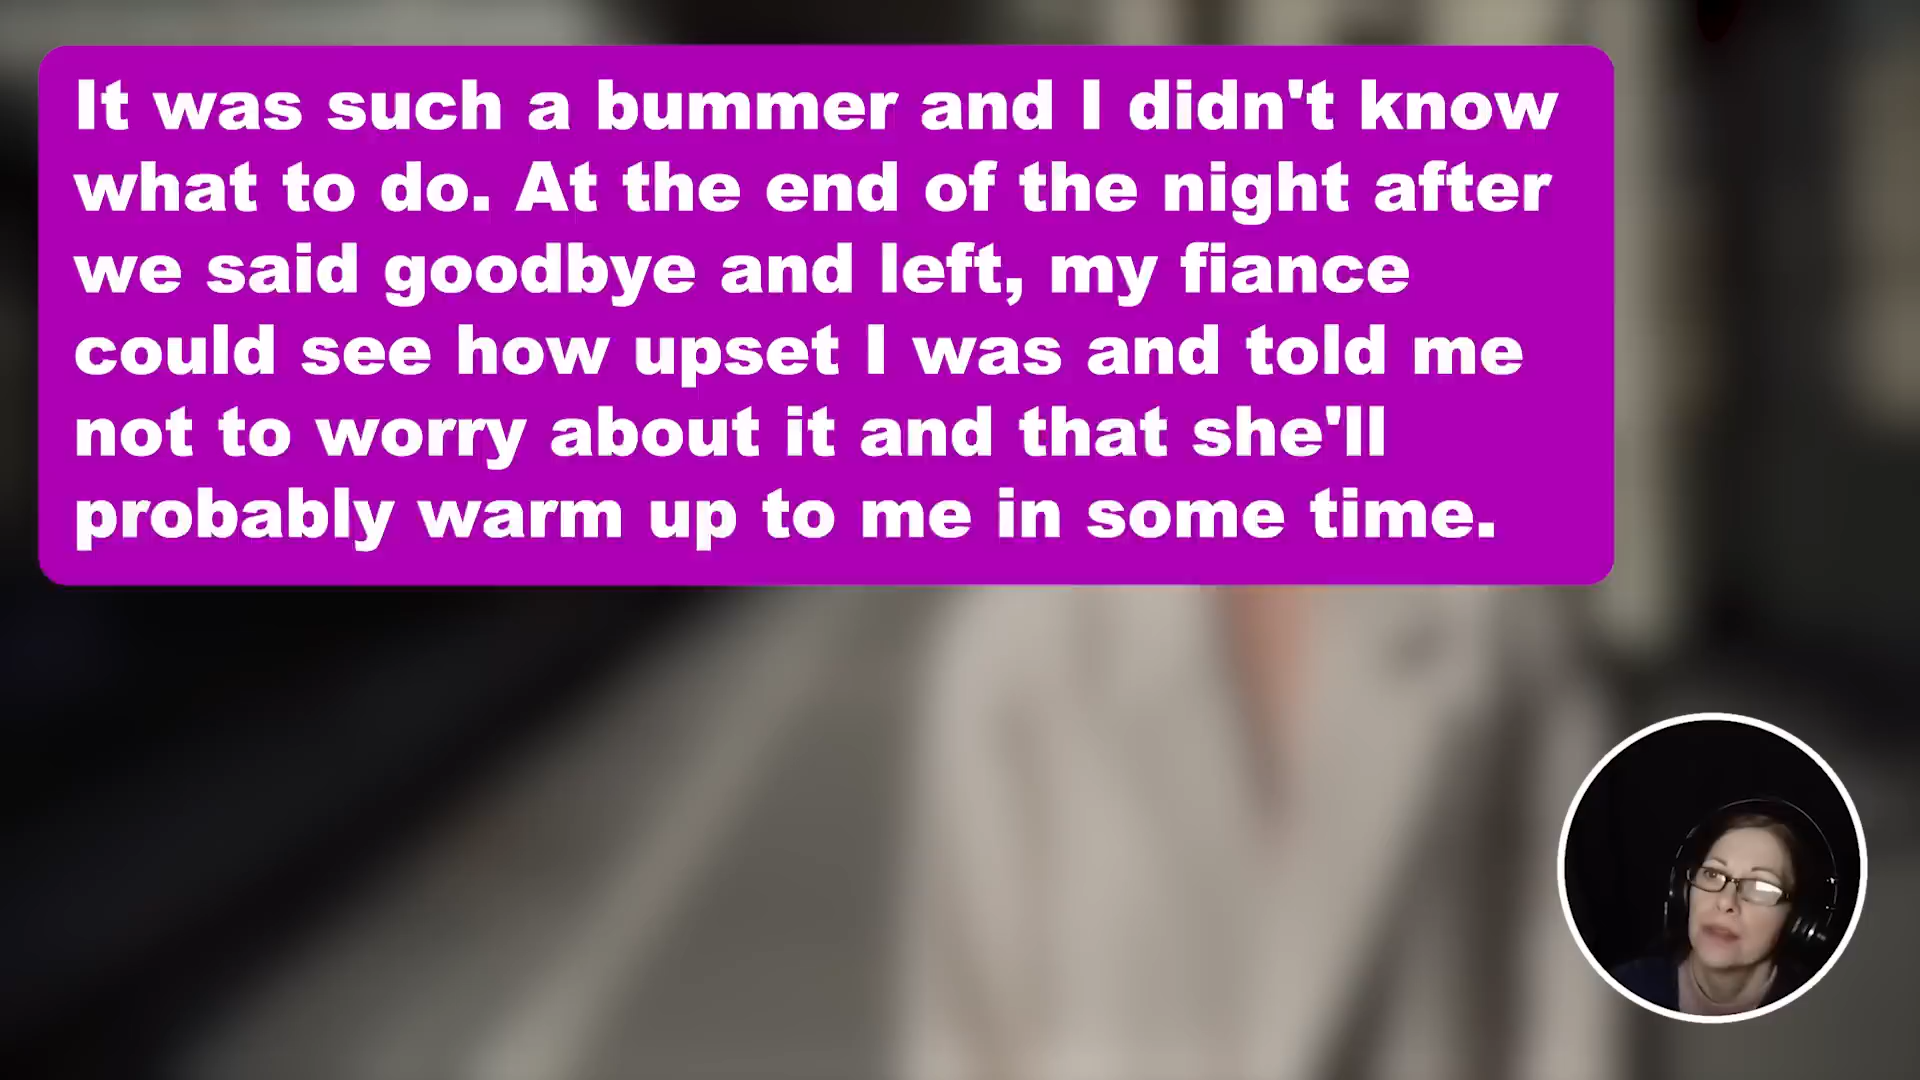 It was such a bummer and I didn't know
what to do. At the end of the night after
we said goodbye and left, my fiance
could see how upset I was and told me
not to worry about it and that she'll
probably warm up to me in some time.